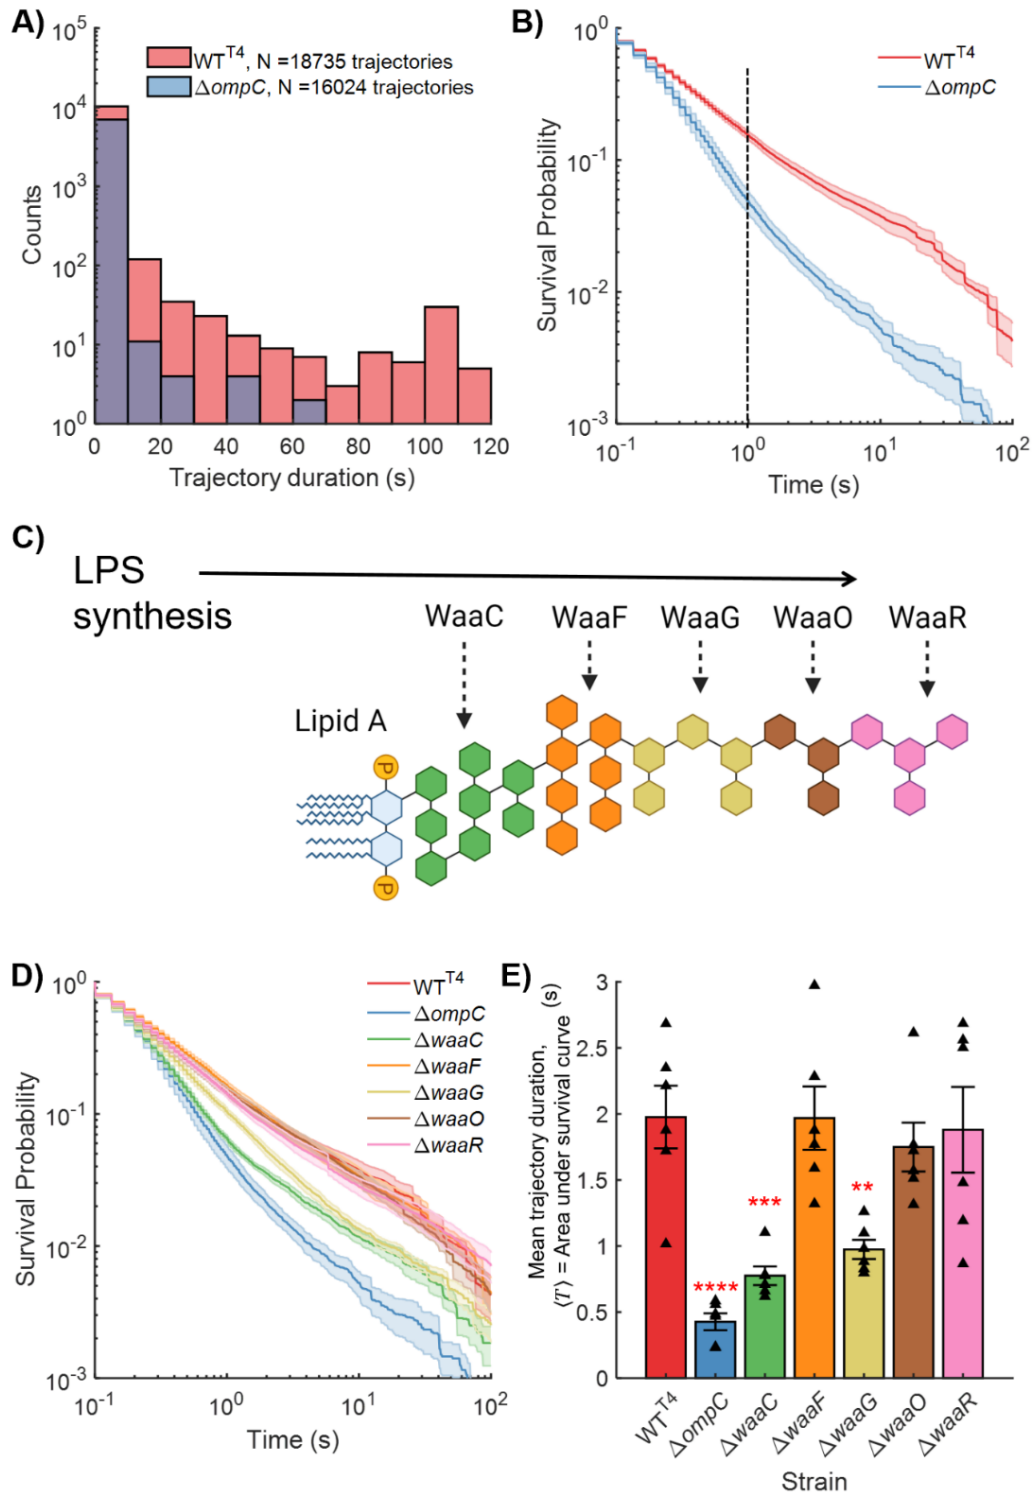 A)
10^5
10^4
10^3
10^2
10^1
10^0
Counts
WT^T4, N =18735 trajectories
ΔompC, N =16024 trajectories
0 20 40 60 80 100 120
Trajectory duration (s)
B)
10^0
10^-1
10^-2
10^-3
Survival Probability
WT^T4
ΔompC
10^-1 10^0 10^1 10^2
Time (s)
C)
LPS
synthesis
WaaC WaaF WaaG WaaO WaaR
Lipid A
P
P
D)
10^0
10^-1
10^-2
10^-3
Survival Probability
WT^T4
ΔompC
ΔwaaC
ΔwaaF
ΔwaaG
ΔwaaO
ΔwaaR
10^-1 10^0 10^1 10^2
Time (s)
E)
Mean trajectory duration,
⟨T⟩ = Area under survival curve (s)
3
2.5
2
1.5
1
0.5
0
****
***
**
WT^T4 ΔompC ΔwaaC ΔwaaF ΔwaaG ΔwaaO ΔwaaR
Strain